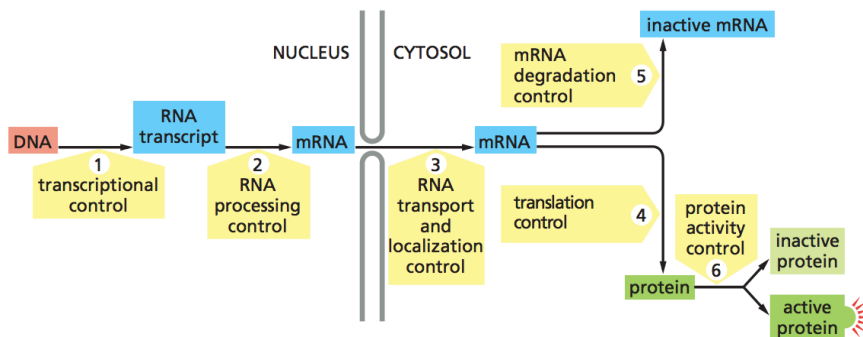 NUCLEUS
CYTOSOL
DNA
RNA
transcript
mRNA
mRNA
inactive mRNA
protein
inactive
protein
active
protein
1
transcriptional
control
2
RNA
processing
control
3
RNA
transport
and
localization
control
mRNA
degradation
control
5
translation
control
4
protein
activity
control
6